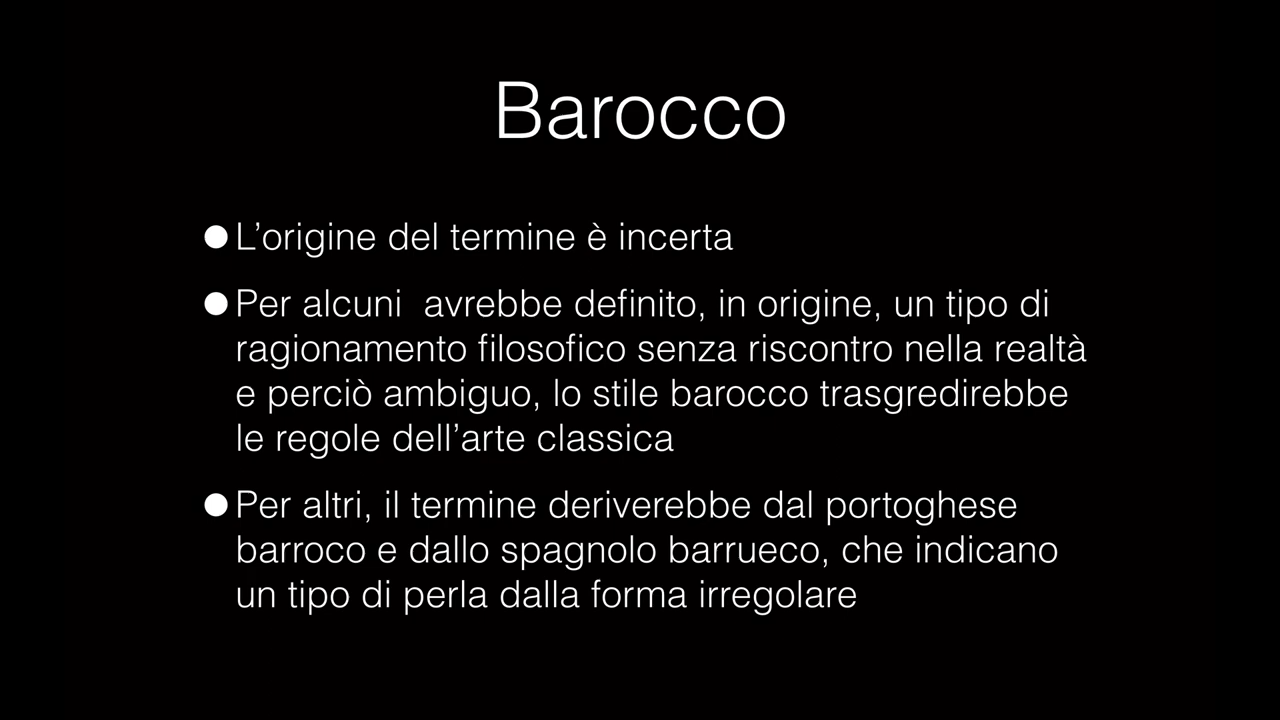 Barocco
●L’origine del termine è incerta
●Per alcuni  avrebbe definito, in origine, un tipo di
ragionamento filosofico senza riscontro nella realtà
e perciò ambiguo, lo stile barocco trasgredirebbe
le regole dell’arte classica
●Per altri, il termine deriverebbe dal portoghese
barroco e dallo spagnolo barrueco, che indicano
un tipo di perla dalla forma irregolare